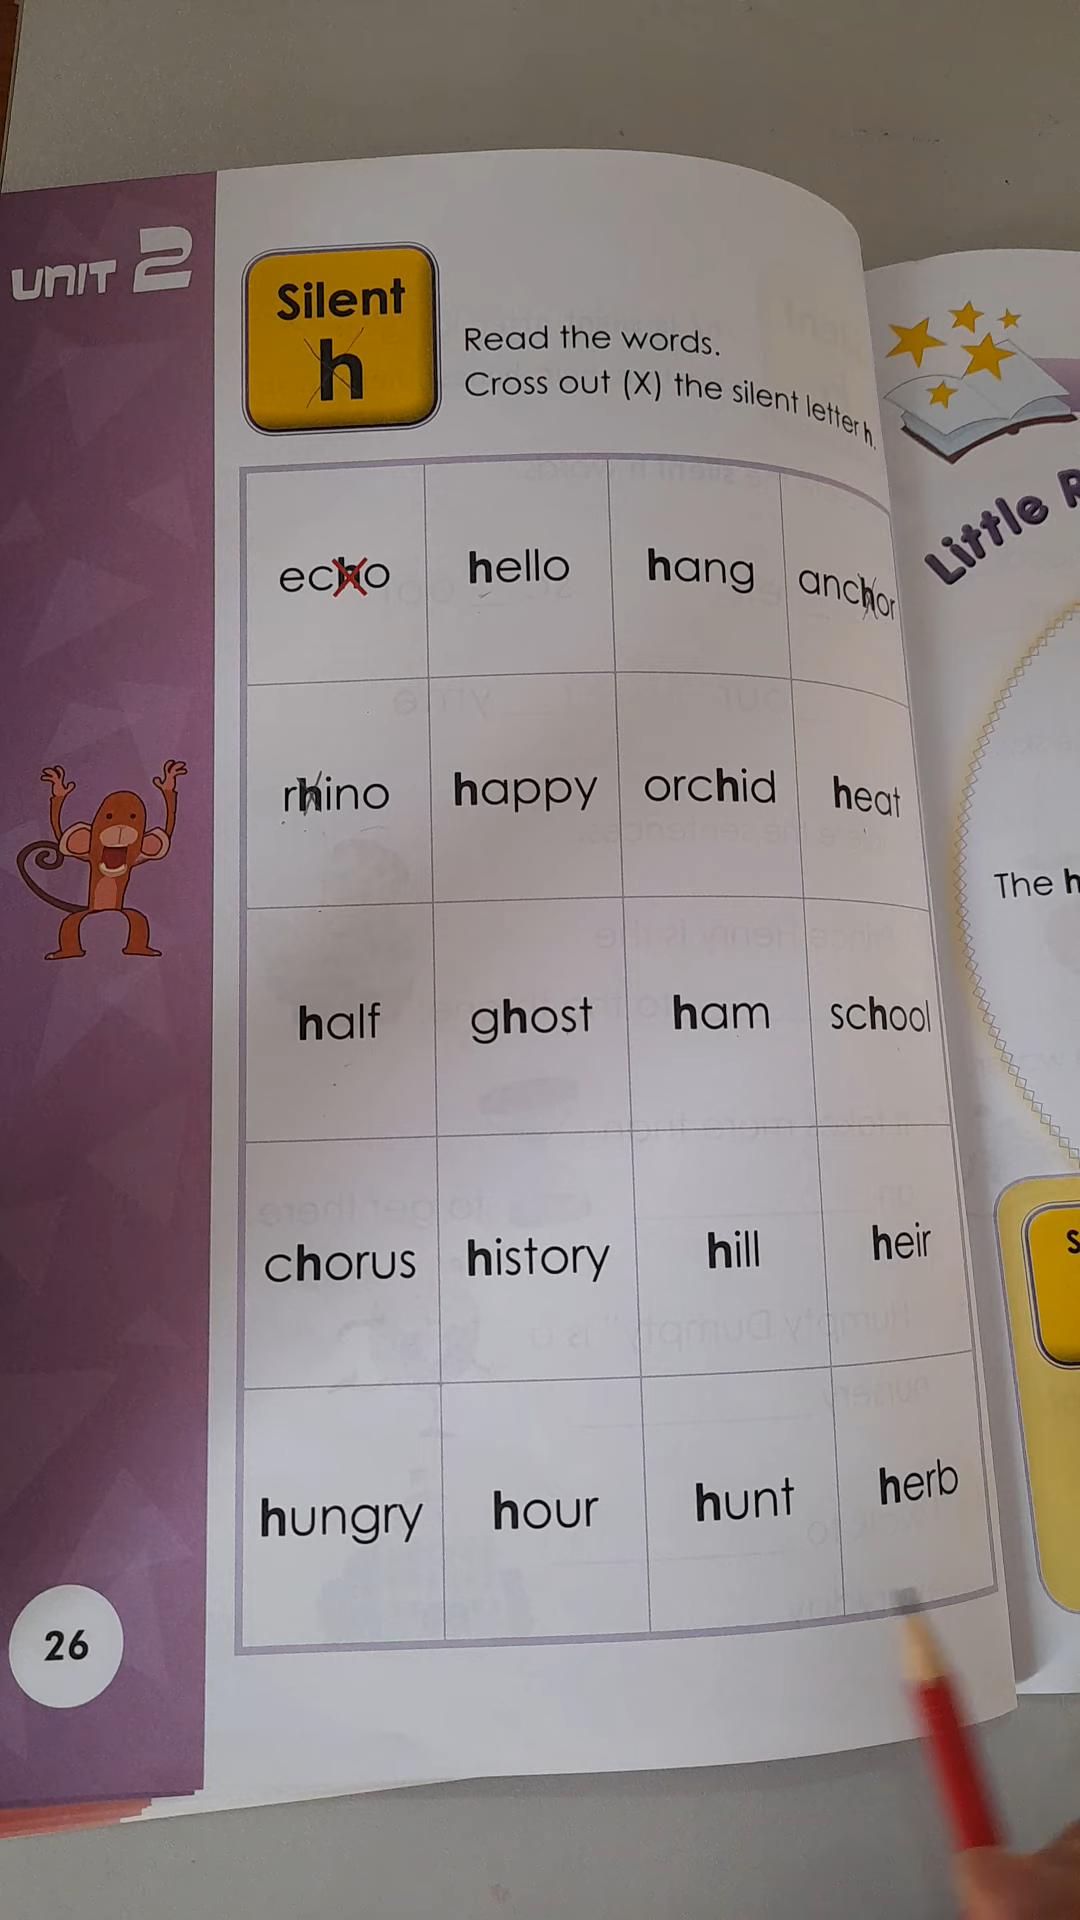 UNIT 2
Silent
h
Read the words.
Cross out (X) the silent letter h.
echo hello hang anchor
rhino happy orchid heat
half ghost ham school
chorus history hill heir
hungry hour hunt herb
26
Little
The h